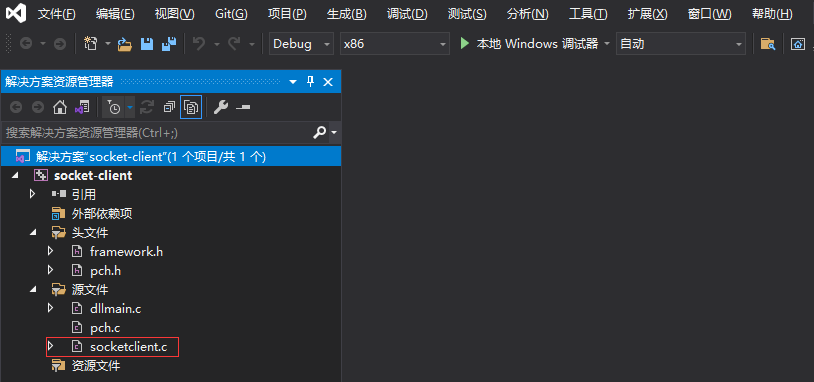 文件(F) 编辑(E) 视图(V) Git(G) 项目(P) 生成(B) 调试(D) 测试(S) 分析(N) 工具(T) 扩展(X) 窗口(W) 帮助(H)
Debug x86 本地 Windows 调试器 自动
解决方案资源管理器
搜索解决方案资源管理器(Ctrl+;)
解决方案"socket-client"(1 个项目/共 1 个)
socket-client
引用
外部依赖项
头文件
framework.h
pch.h
源文件
dllmain.c
pch.c
socketclient.c
资源文件